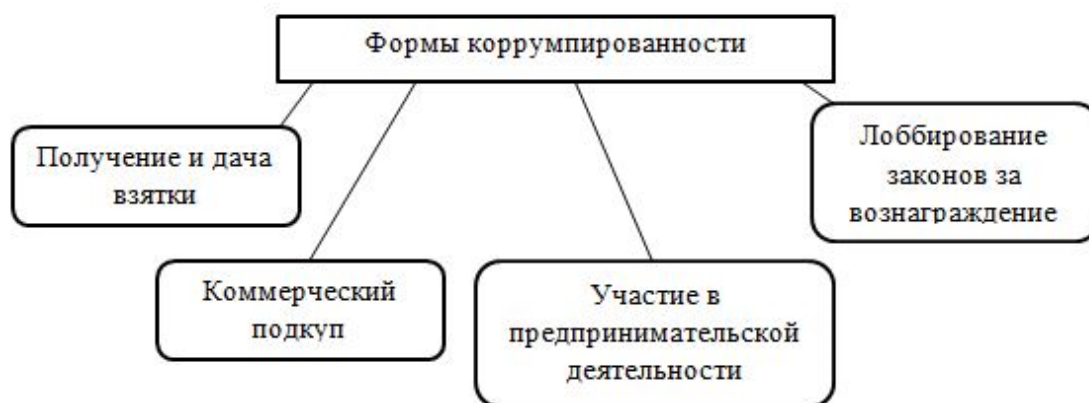 Формы коррумпированности
Получение и дача
взятки
Коммерческий
подкуп
Участие в
предпринимательской
деятельности
Лоббирование
законов за
вознаграждение